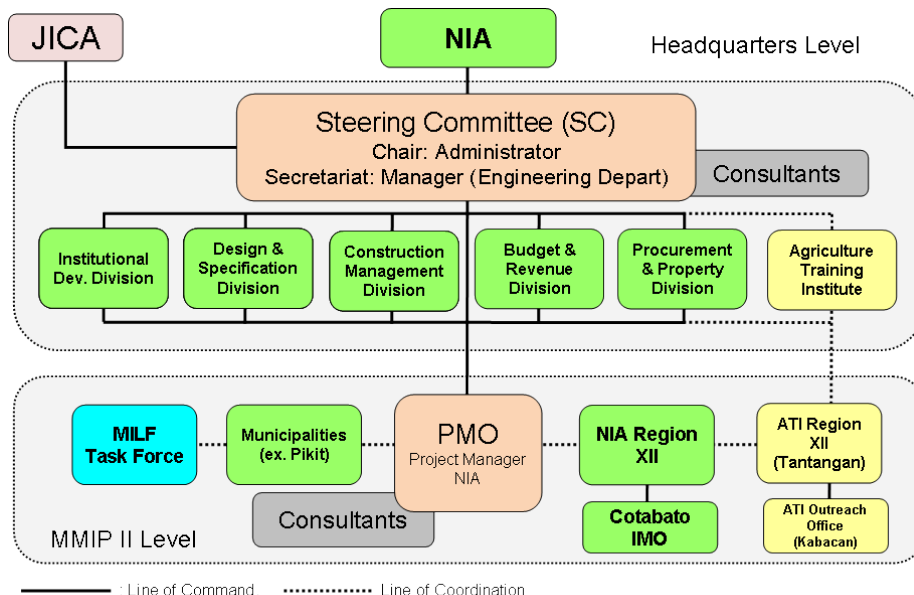 JICA
NIA
Headquarters Level
Steering Committee (SC)
Chair: Administrator
Secretariat: Manager (Engineering Depart)
Consultants
Institutional
Dev. Division
Design &
Specification
Division
Construction
Management
Division
Budget &
Revenue
Division
Procurement
& Property
Division
Agriculture
Training
Institute
MILF
Task Force
Municipalities
(ex. Pikit)
PMO
Project Manager
NIA
NIA Region
XII
ATI Region
XII
(Tantangan)
Consultants
Cotabato
IMO
ATI Outreach
Office
(Kabacan)
MMIP II Level
: Line of Command
: Line of Coordination